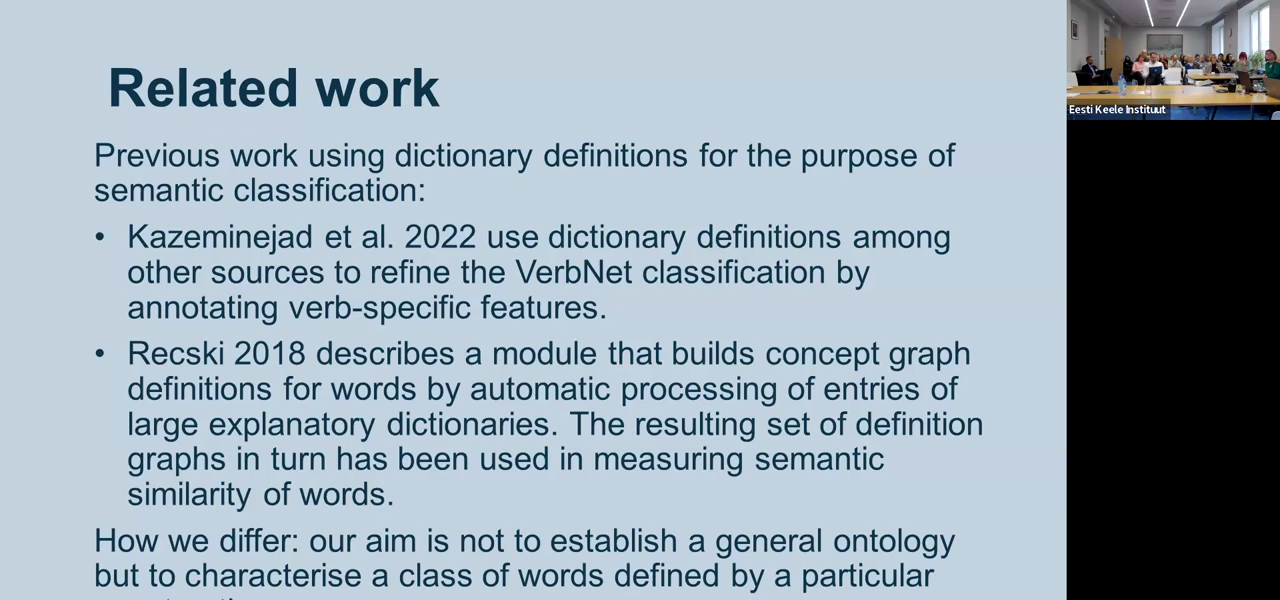 Related work
Eesti Keele Instituut
Previous work using dictionary definitions for the purpose of
semantic classification:
• Kazeminejad et al. 2022 use dictionary definitions among
other sources to refine the VerbNet classification by
annotating verb-specific features.
• Recski 2018 describes a module that builds concept graph
definitions for words by automatic processing of entries of
large explanatory dictionaries. The resulting set of definition
graphs in turn has been used in measuring semantic
similarity of words.
How we differ: our aim is not to establish a general ontology
but to characterise a class of words defined by a particular